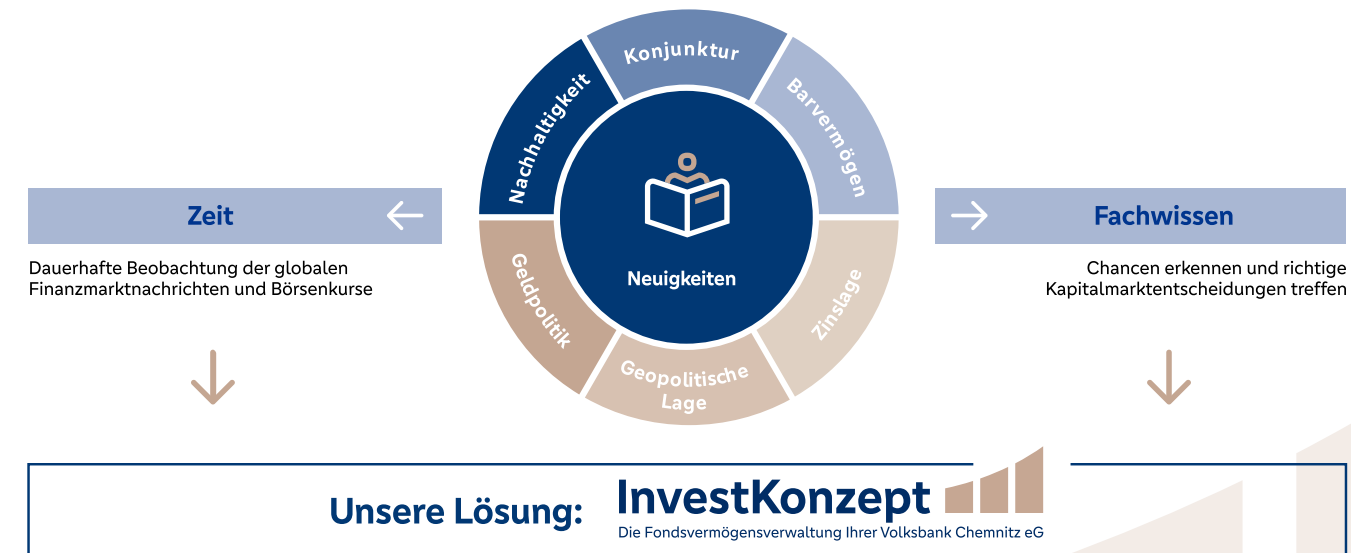 Konjunktur
Nachhaltigkeit
Barvermögen
Zeit
Dauerhafte Beobachtung der globalen
Finanzmarktnachrichten und Börsenkurse
Neuigkeiten
Fachwissen
Chancen erkennen und richtige
Kapitalmarktentscheidungen treffen
Geldpolitik
Zinslage
Geopolitische
Lage
Unsere Lösung:
InvestKonzept
Die Fondsvermögensverwaltung Ihrer Volksbank Chemnitz eG